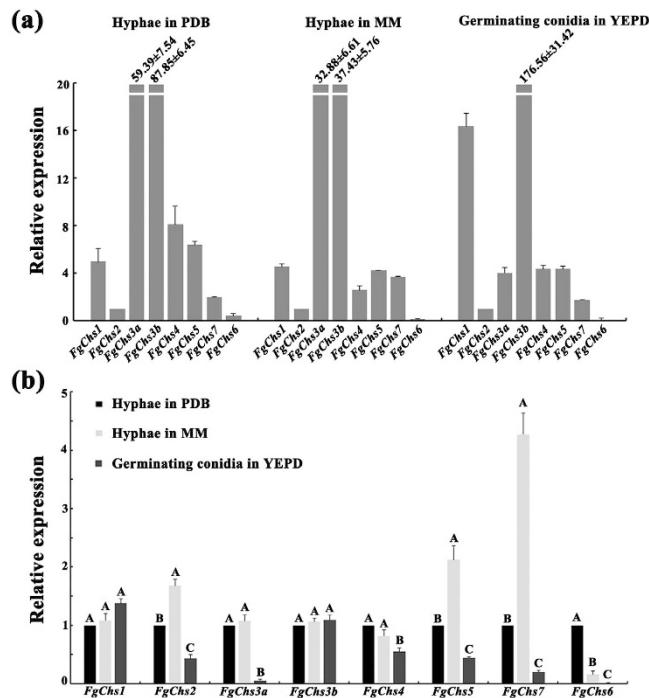 (a)
Hyphae in PDB
Hyphae in MM
Germinating conidia in YEPD
59.39±7.54
87.85±6.45
32.88±6.61
37.43±5.76
176.56±31.42
Relative expression
20
16
12
8
4
0
FgChs1 FgChs2 FgChs3a FgChs3b FgChs4 FgChs5 FgChs7 FgChs6
FgChs1 FgChs2 FgChs3a FgChs3b FgChs4 FgChs5 FgChs7 FgChs6
FgChs1 FgChs2 FgChs3a FgChs3b FgChs4 FgChs5 FgChs7 FgChs6
(b)
Hyphae in PDB
Hyphae in MM
Germinating conidia in YEPD
Relative expression
5
4
3
2
1
0
A A A
B A C
A A B
A A A
A A B
B A C
B A C
A B C
FgChs1 FgChs2 FgChs3a FgChs3b FgChs4 FgChs5 FgChs7 FgChs6